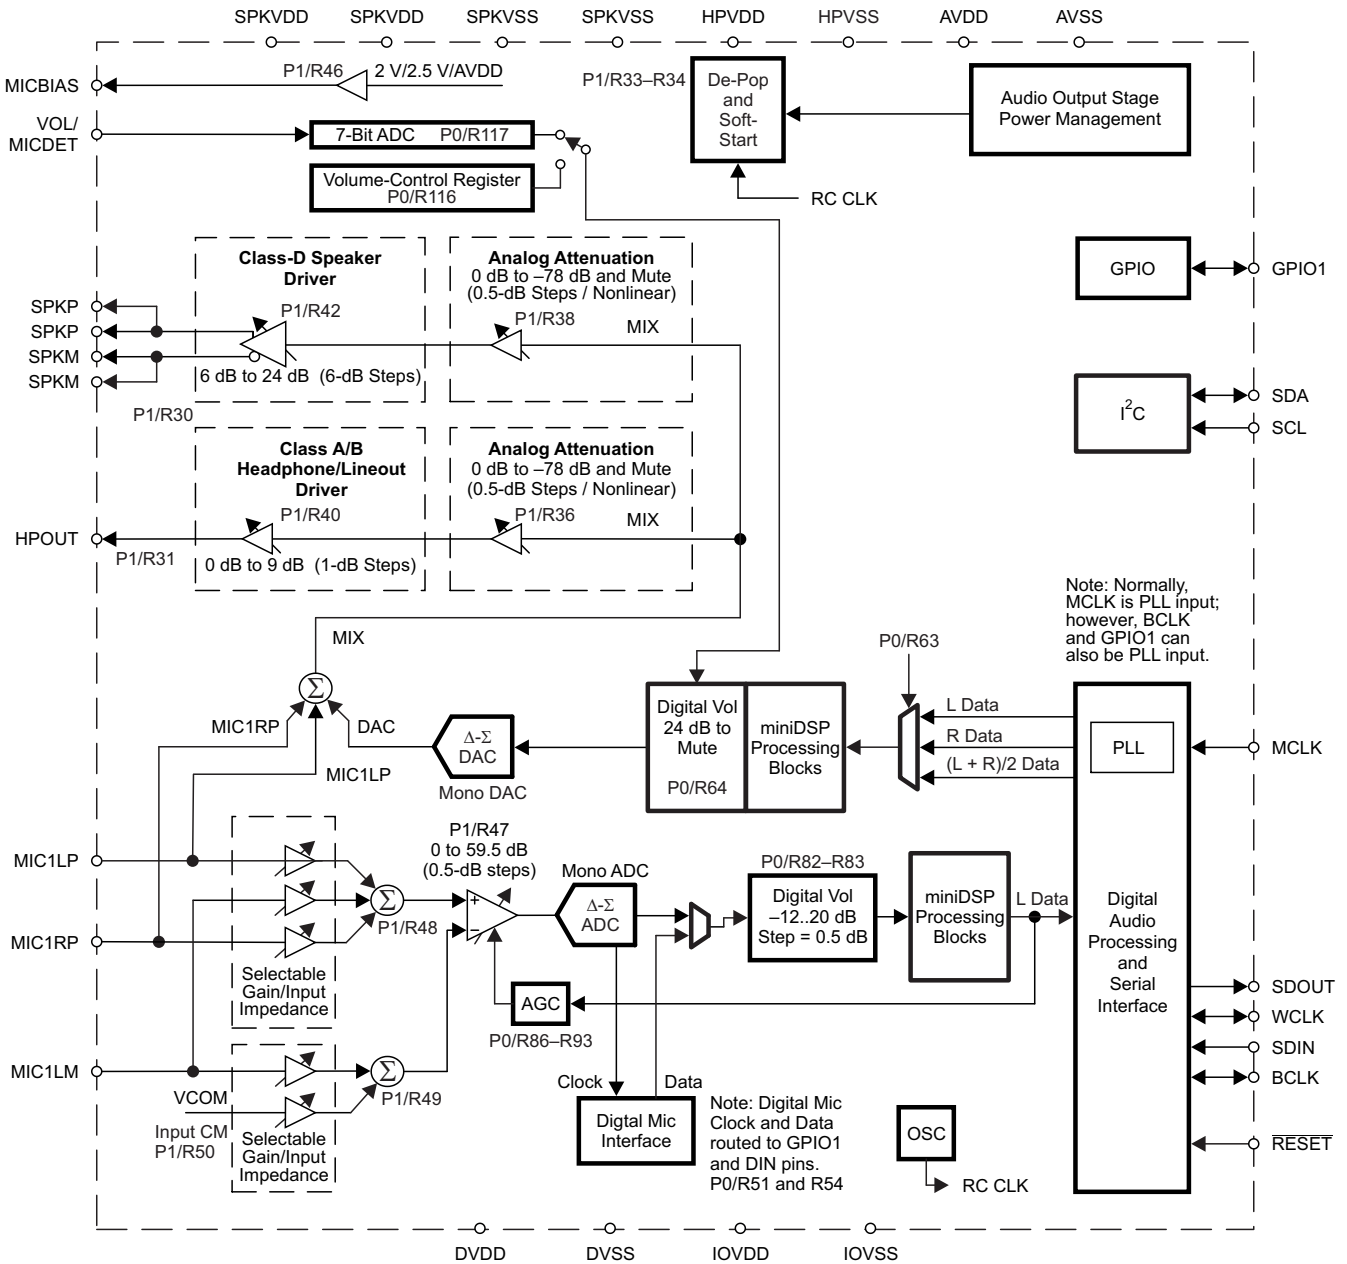 SPKVDD SPKVDD SPKVSS SPKVSS HPVDD HPVSS AVDD AVSS
MICBIAS
P1/R46
2 V/2.5 V/AVDD
VOL/
MICDET
7-Bit ADC P0/R117
Volume-Control Register
P0/R116
P1/R33–R34
De-Pop
and
Soft-
Start
Audio Output Stage
Power Management
RC CLK
GPIO
GPIO1
Class-D Speaker
Driver
P1/R42
6 dB to 24 dB (6-dB Steps)
Analog Attenuation
0 dB to –78 dB and Mute
(0.5-dB Steps / Nonlinear)
P1/R38
MIX
SPKP
SPKP
SPKM
SPKM
P1/R30
I2C
SDA
SCL
Class A/B
Headphone/Lineout
Driver
P1/R40
0 dB to 9 dB (1-dB Steps)
Analog Attenuation
0 dB to –78 dB and Mute
(0.5-dB Steps / Nonlinear)
P1/R36
MIX
HPOUT
P1/R31
Note: Normally,
MCLK is PLL input;
however, BCLK
and GPIO1 can
also be PLL input.
MIX
Σ
MIC1RP
DAC
MIC1LP
Δ-Σ
DAC
Mono DAC
Digital Vol
24 dB to
Mute
P0/R64
miniDSP
Processing
Blocks
P0/R63
L Data
R Data
(L + R)/2 Data
PLL
MCLK
MIC1LP
MIC1RP
MIC1LM
Selectable
Gain/Input
Impedance
Σ
P1/R48
P1/R47
0 to 59.5 dB
(0.5-dB steps)
+
–
Mono ADC
Δ-Σ
ADC
P0/R82–R83
Digital Vol
–12..20 dB
Step = 0.5 dB
miniDSP
Processing
Blocks
L Data
Digital
Audio
Processing
and
Serial
Interface
AGC
P0/R86–R93
SDOUT
WCLK
SDIN
BCLK
RESET
VCOM
Input CM
P1/R50
Selectable
Gain/Input
Impedance
Σ
P1/R49
Clock
Data
Digtal Mic
Interface
Note: Digital Mic
Clock and Data
routed to GPIO1
and DIN pins.
P0/R51 and R54
OSC
RC CLK
DVDD DVSS IOVDD IOVSS